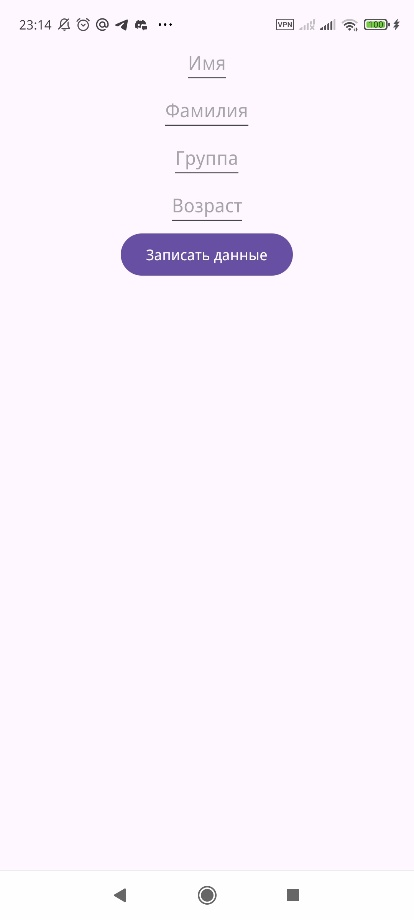 23:14 VPN 100
Имя
Фамилия
Группа
Возраст
Записать данные